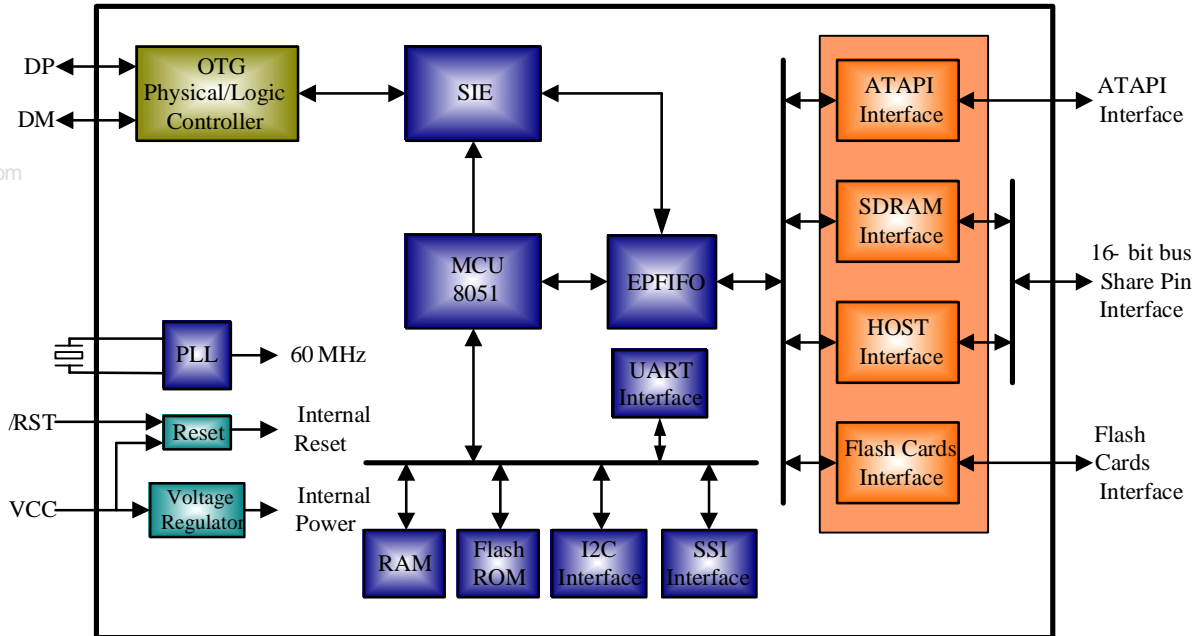 DP
DM
OTG
Physical/Logic
Controller
SIE
ATAPI
Interface
ATAPI
Interface
om
SDRAM
Interface
MCU
8051
EPFIFO
16- bit bus
Share Pin
Interface
HOST
Interface
PLL
60 MHz
UART
Interface
/RST
Reset
Internal
Reset
Flash Cards
Interface
Flash
Cards
Interface
VCC
Voltage
Regulator
Internal
Power
RAM
Flash
ROM
I2C
Interface
SSI
Interface